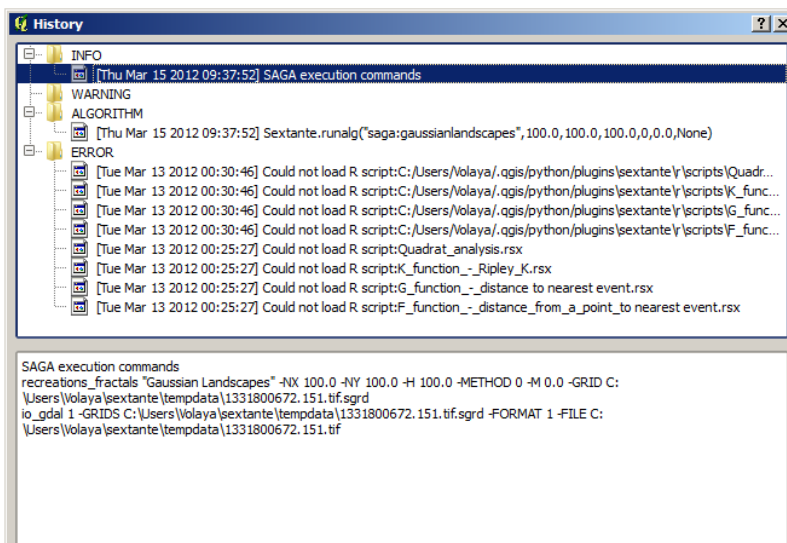 History
INFO
[Thu Mar 15 2012 09:37:52] SAGA execution commands
WARNING
ALGORITHM
[Thu Mar 15 2012 09:37:52] Sextante.runalg("saga:gaussianlandscapes",100.0,100.0,100.0,0,0.0,None)
ERROR
[Tue Mar 13 2012 00:30:46] Could not load R script:C:/Users/Volaya/.qgis/python/plugins\sextante\r\scripts\Quadr...
[Tue Mar 13 2012 00:30:46] Could not load R script:C:/Users/Volaya/.qgis/python/plugins\sextante\r\scripts\K_func...
[Tue Mar 13 2012 00:30:46] Could not load R script:C:/Users/Volaya/.qgis/python/plugins\sextante\r\scripts\G_func...
[Tue Mar 13 2012 00:30:46] Could not load R script:C:/Users/Volaya/.qgis/python/plugins\sextante\r\scripts\F_func...
[Tue Mar 13 2012 00:25:27] Could not load R script:Quadrat_analysis.rsx
[Tue Mar 13 2012 00:25:27] Could not load R script:K_function_-_Ripley_K.rsx
[Tue Mar 13 2012 00:25:27] Could not load R script:G_function_-_distance to nearest event.rsx
[Tue Mar 13 2012 00:25:27] Could not load R script:F_function_-_distance_from_a_point_to nearest event.rsx
SAGA execution commands
recreations_fractals "Gaussian Landscapes" -NX 100.0 -NY 100.0 -H 100.0 -METHOD 0 -M 0.0 -GRID C:
\Users\Volaya\sextante\tempdata\1331800672.151.tif.sgrd
io_gdal 1 -GRIDS C:\Users\Volaya\sextante\tempdata\1331800672.151.tif.sgrd -FORMAT 1 -FILE C:
\Users\Volaya\sextante\tempdata\1331800672.151.tif